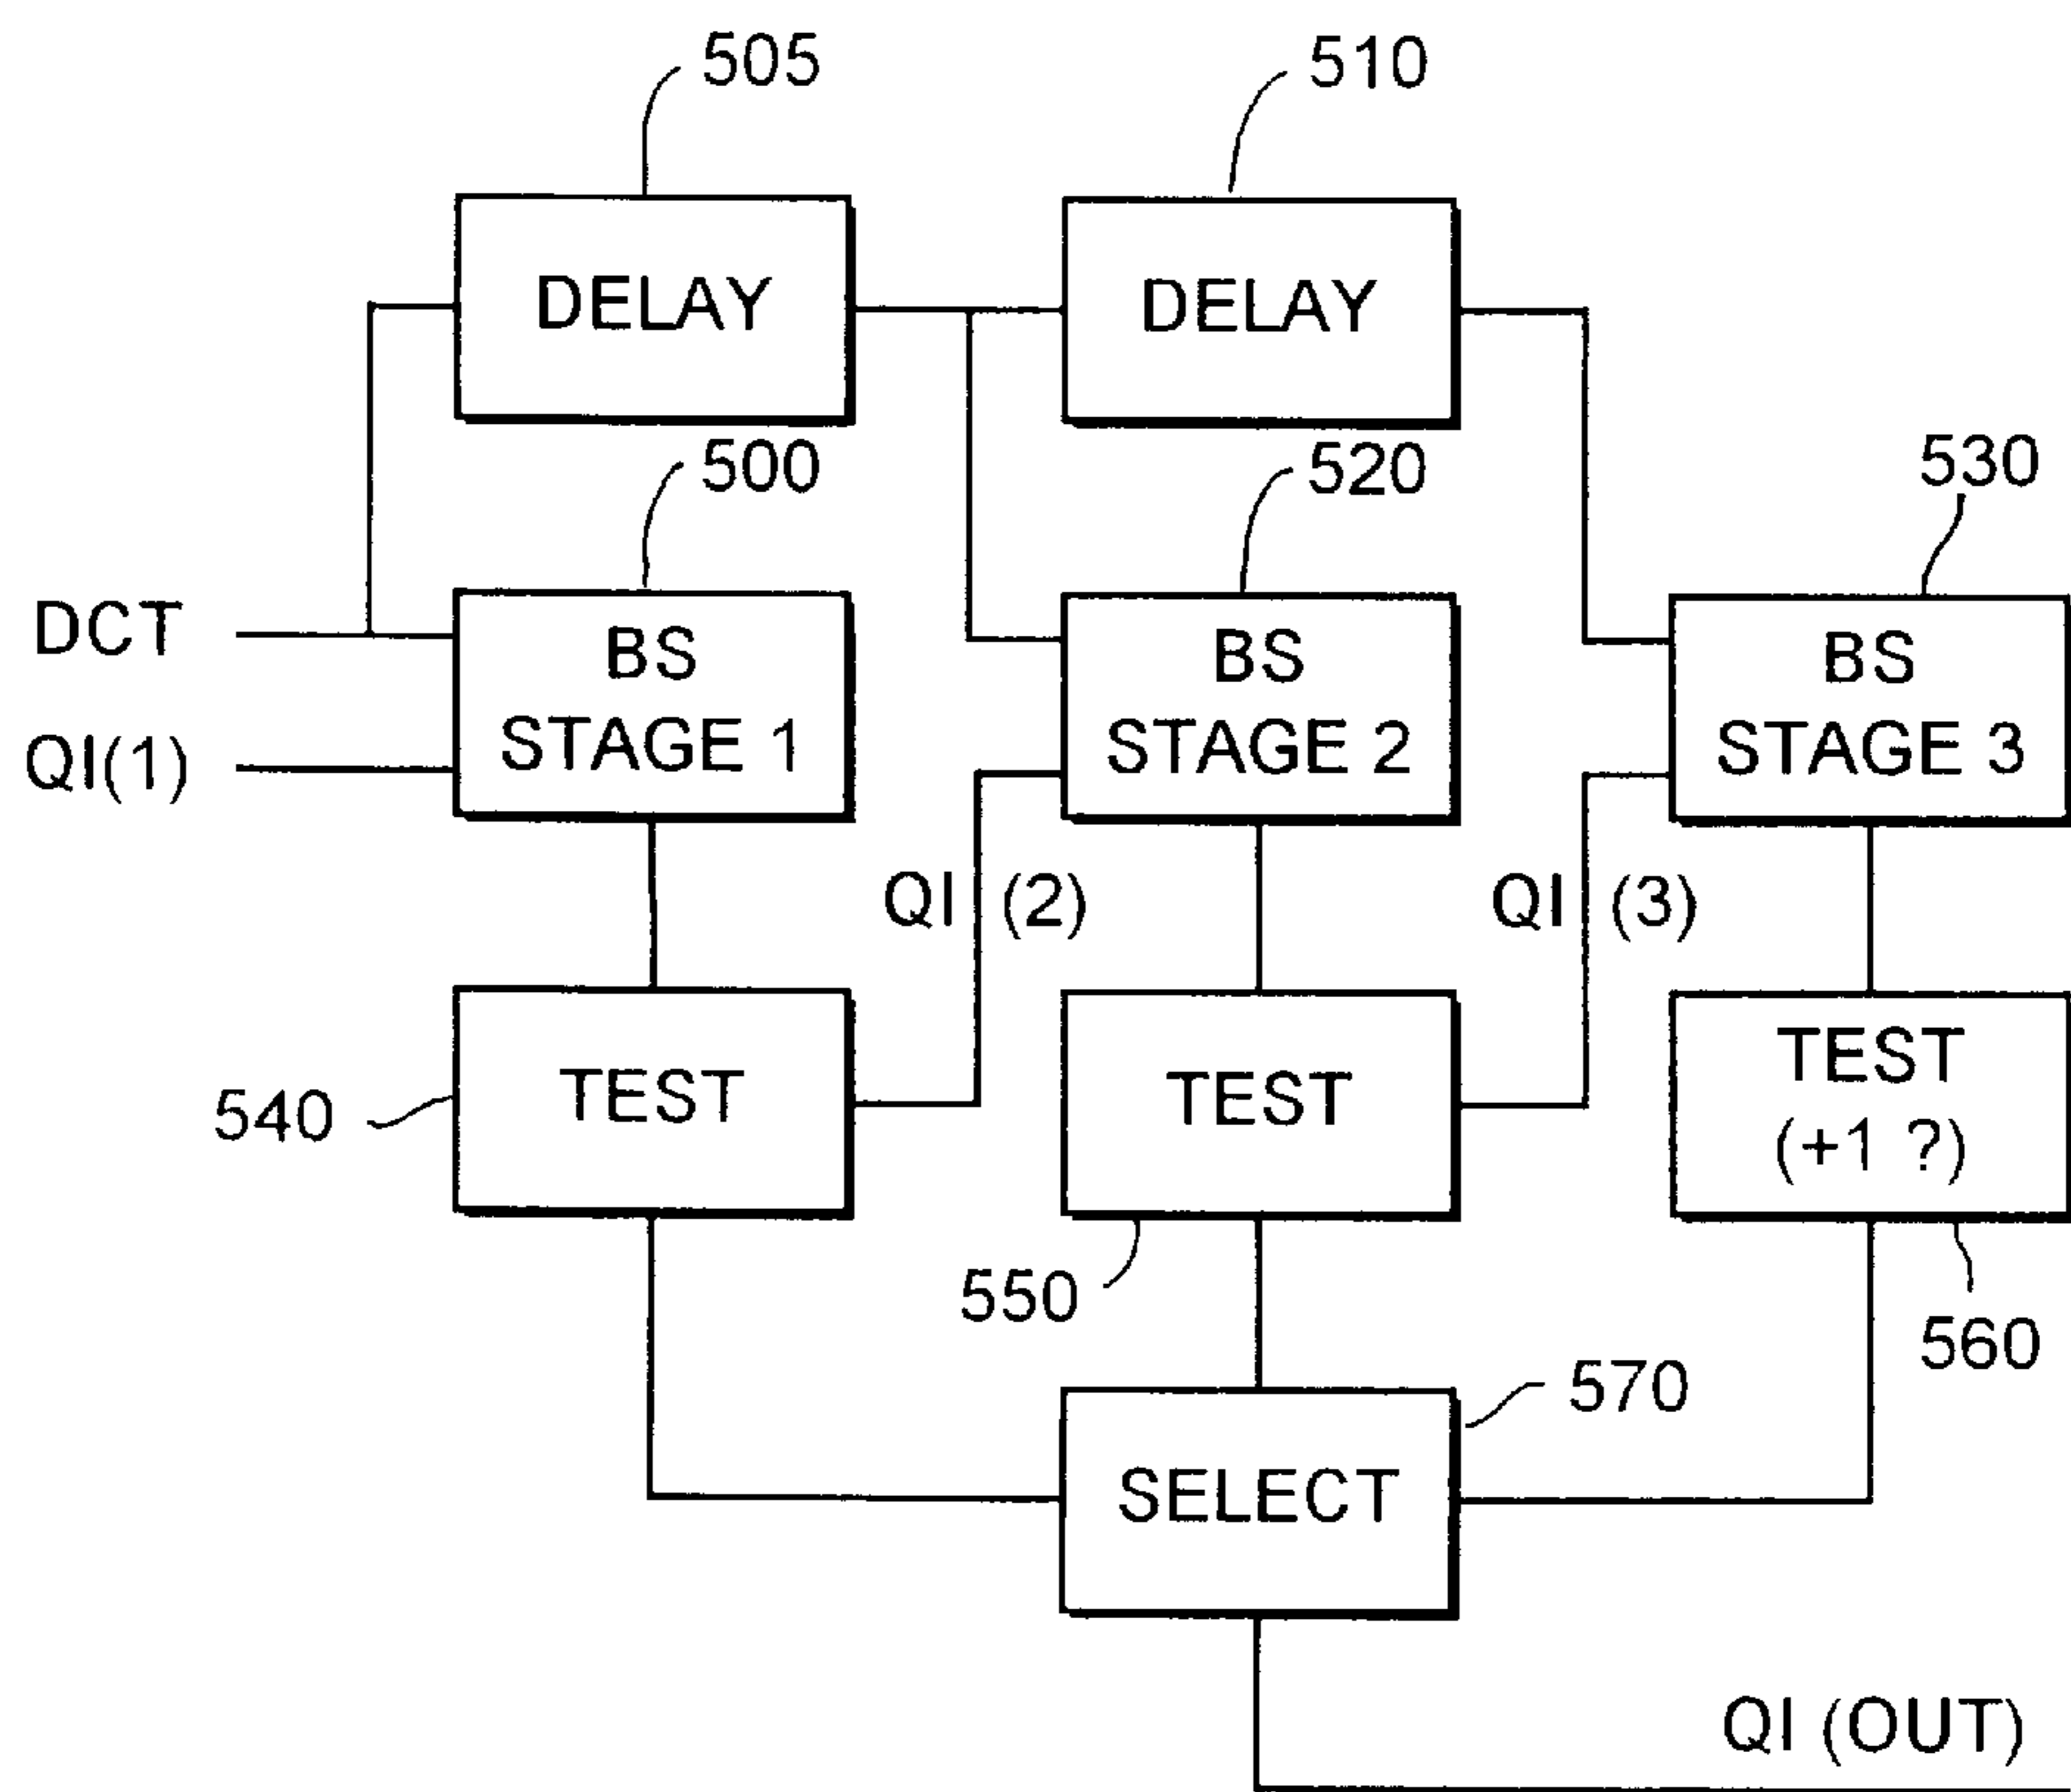 505
510
DELAY
DELAY
500
520
530
DCT
QI(1)
BS
STAGE 1
BS
STAGE 2
BS
STAGE 3
QI (2)
QI (3)
540
TEST
TEST
TEST
(+1 ?)
550
560
570
SELECT
QI (OUT)